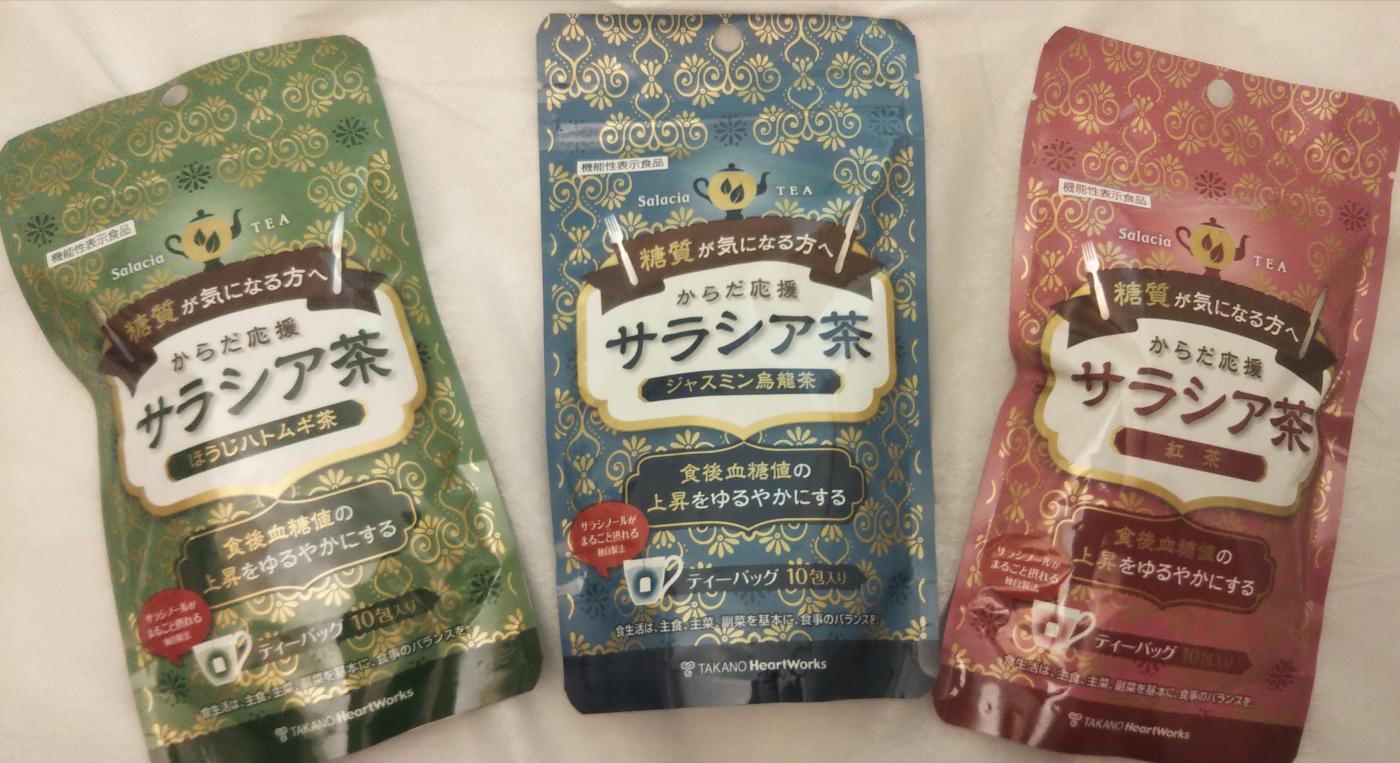 機能性表示食品
Salacia TEA
糖質が気になる方へ
からだ応援
サラシア茶
ほうじハトムギ茶
食後血糖値の
上昇をゆるやかにする
サラシノールが
まるごと摂れる
独自製法
ティーバッグ 10包入り
食生活は、主食、主菜、副菜を基本に、食事のバランスを。
TAKANO HeartWorks
機能性表示食品
Salacia TEA
糖質が気になる方へ
からだ応援
サラシア茶
ジャスミン烏龍茶
食後血糖値の
上昇をゆるやかにする
サラシノールが
まるごと摂れる
独自製法
ティーバッグ 10包入り
食生活は、主食、主菜、副菜を基本に、食事のバランスを。
TAKANO HeartWorks
機能性表示食品
Salacia TEA
糖質が気になる方へ
からだ応援
サラシア茶
紅茶
食後血糖値の
上昇をゆるやかにする
サラシノールが
まるごと摂れる
独自製法
ティーバッグ 10包入り
食生活は、主食、主菜、副菜を基本に、食事のバランスを。
TAKANO HeartWorks